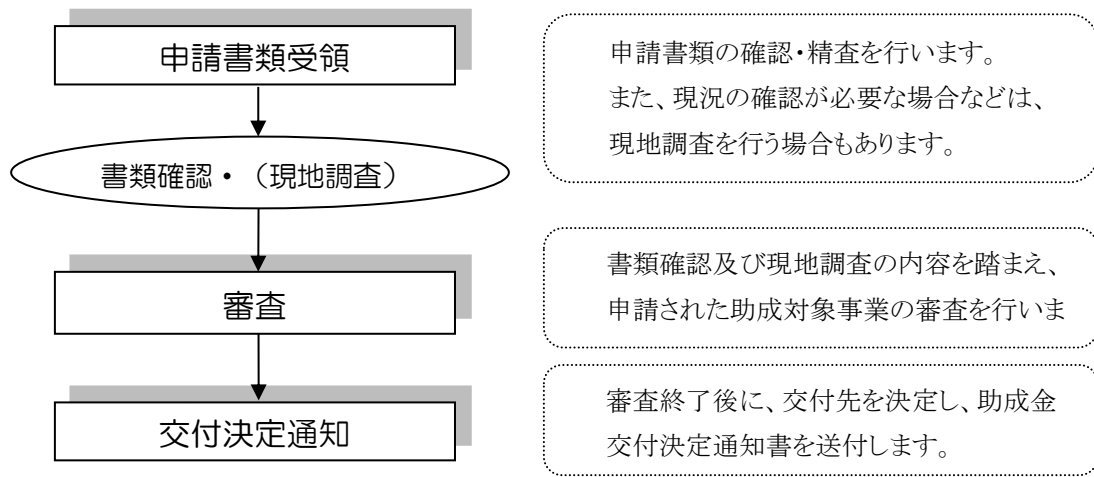 申請書類受領
申請書類の確認・精査を行います。
また、現況の確認が必要な場合などは、
現地調査を行う場合もあります。
書類確認・（現地調査）
審査
書類確認及び現地調査の内容を踏まえ、
申請された助成対象事業の審査を行いま
交付決定通知
審査終了後に、交付先を決定し、助成金
交付決定通知書を送付します。